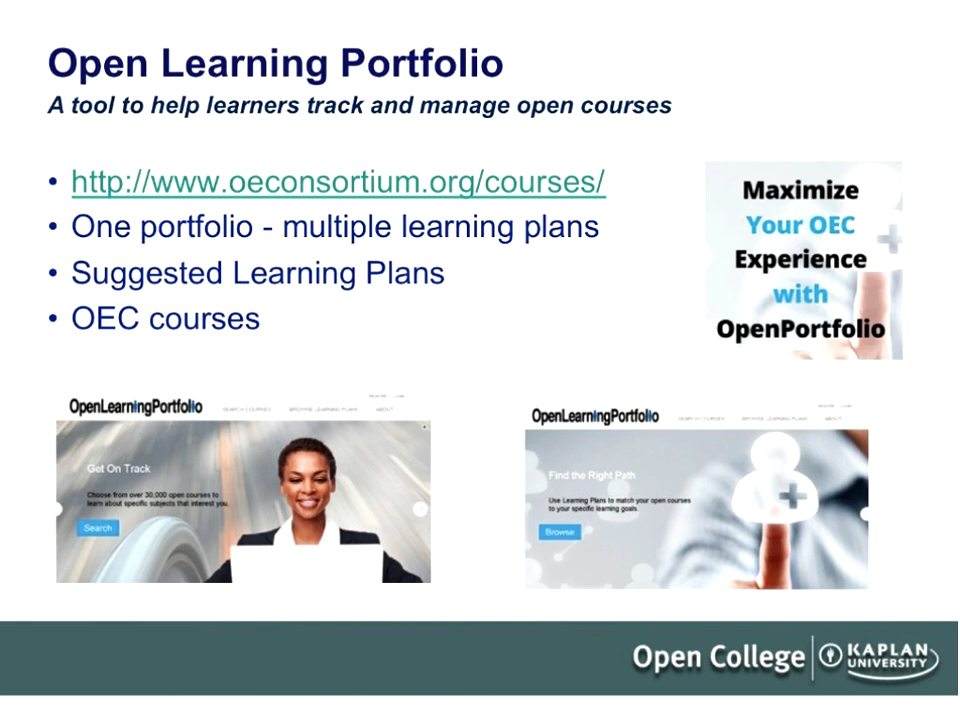 Open Learning Portfolio
A tool to help learners track and manage open courses
• http://www.oeconsortium.org/courses/
• One portfolio - multiple learning plans
• Suggested Learning Plans
• OEC courses
Maximize
Your OEC
Experience
with
OpenPortfolio
OpenLearningPortfolio
SEARCH COURSES BROWSE LEARNING PLANS ABOUT
Get On Track
Choose from over 30,000 open courses to
learn about specific subjects that interest you.
Search
OpenLearningPortfolio
SEARCH COURSES BROWSE LEARNING PLANS ABOUT
Find the Right Path
Use Learning Plans to match your open courses
to your specific learning goals.
Browse
Open College
KAPLAN
UNIVERSITY